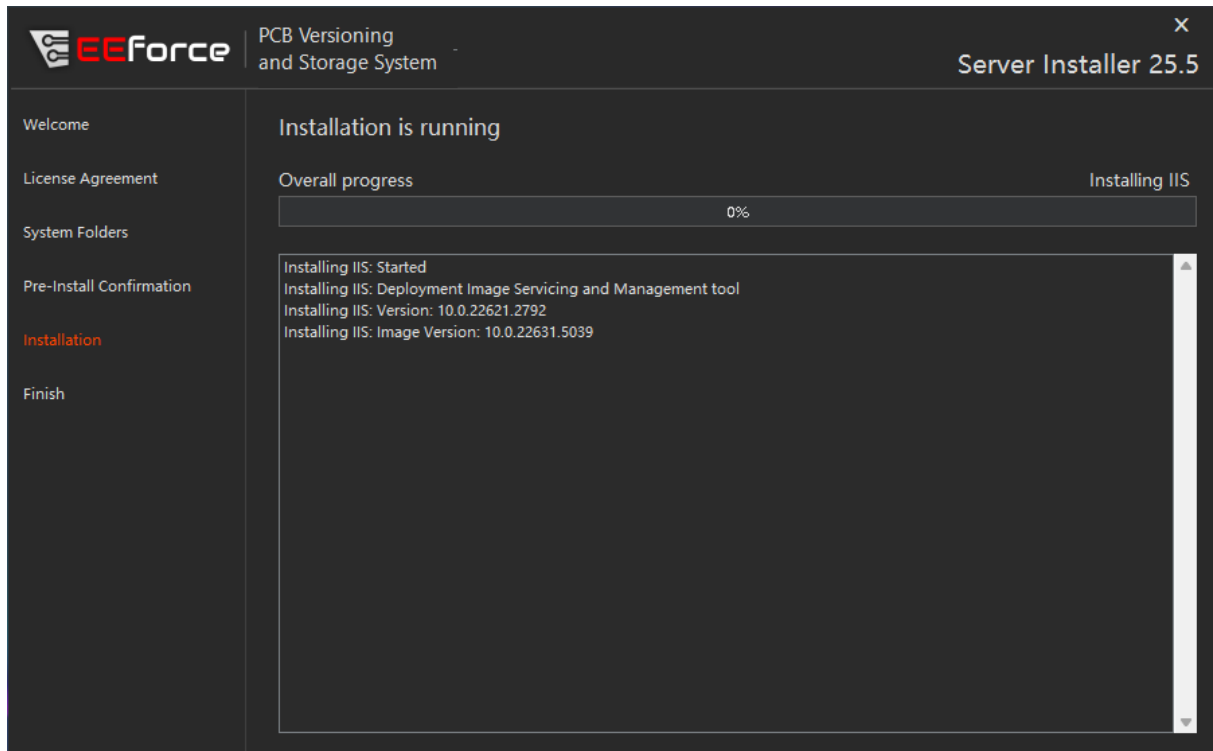 EEForce
PCB Versioning
and Storage System
×
Server Installer 25.5
Welcome
License Agreement
System Folders
Pre-Install Confirmation
Installation
Finish
Installation is running
Overall progress
Installing IIS
0%
Installing IIS: Started
Installing IIS: Deployment Image Servicing and Management tool
Installing IIS: Version: 10.0.22621.2792
Installing IIS: Image Version: 10.0.22631.5039